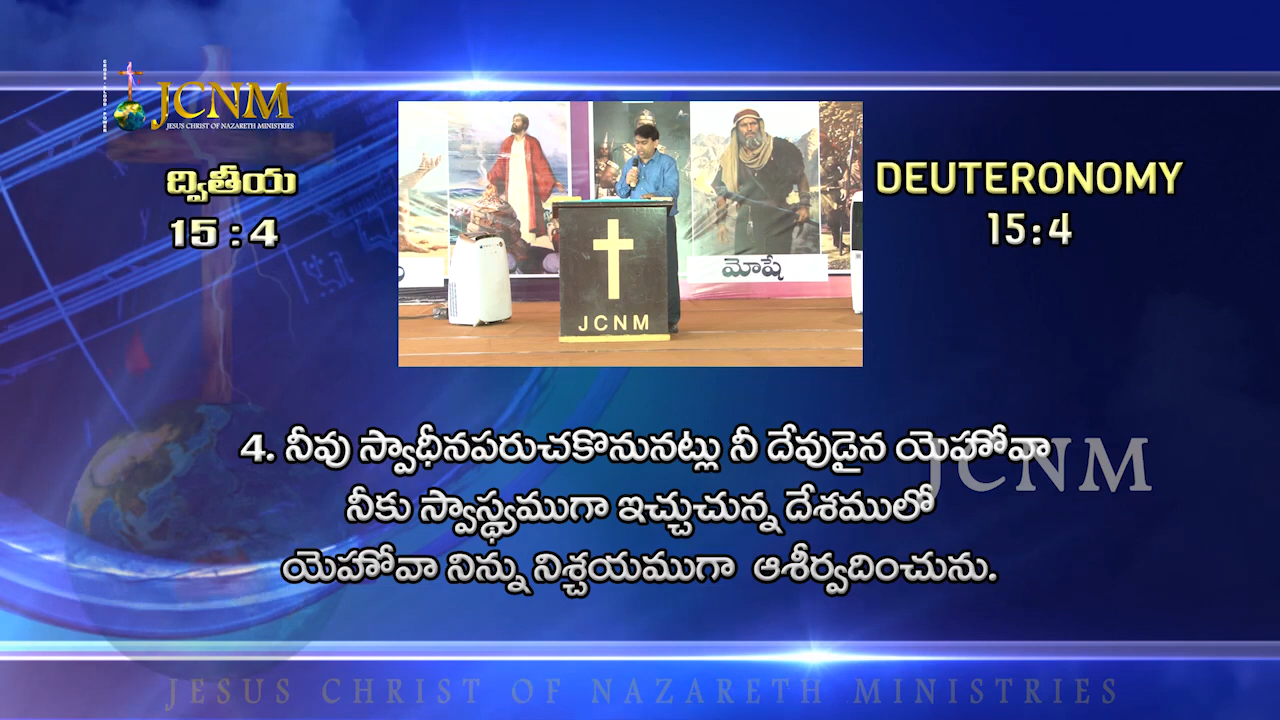 JCNM
JESUS CHRIST OF NAZARETH MINISTRIES
ద్వితీయ
15 : 4
DEUTERONOMY
15:4
మోషే
JCNM
4. నీవు స్వాధీనపరుచకొనునట్లు నీ దేవుడైన యెహోవా
నీకు స్వాస్థ్యముగా ఇచ్చుచున్న దేశములో
యెహోవా నిన్ను నిశ్చయముగా ఆశీర్వదించును.
JCNM
JESUS CHRIST OF NAZARETH MINISTRIES